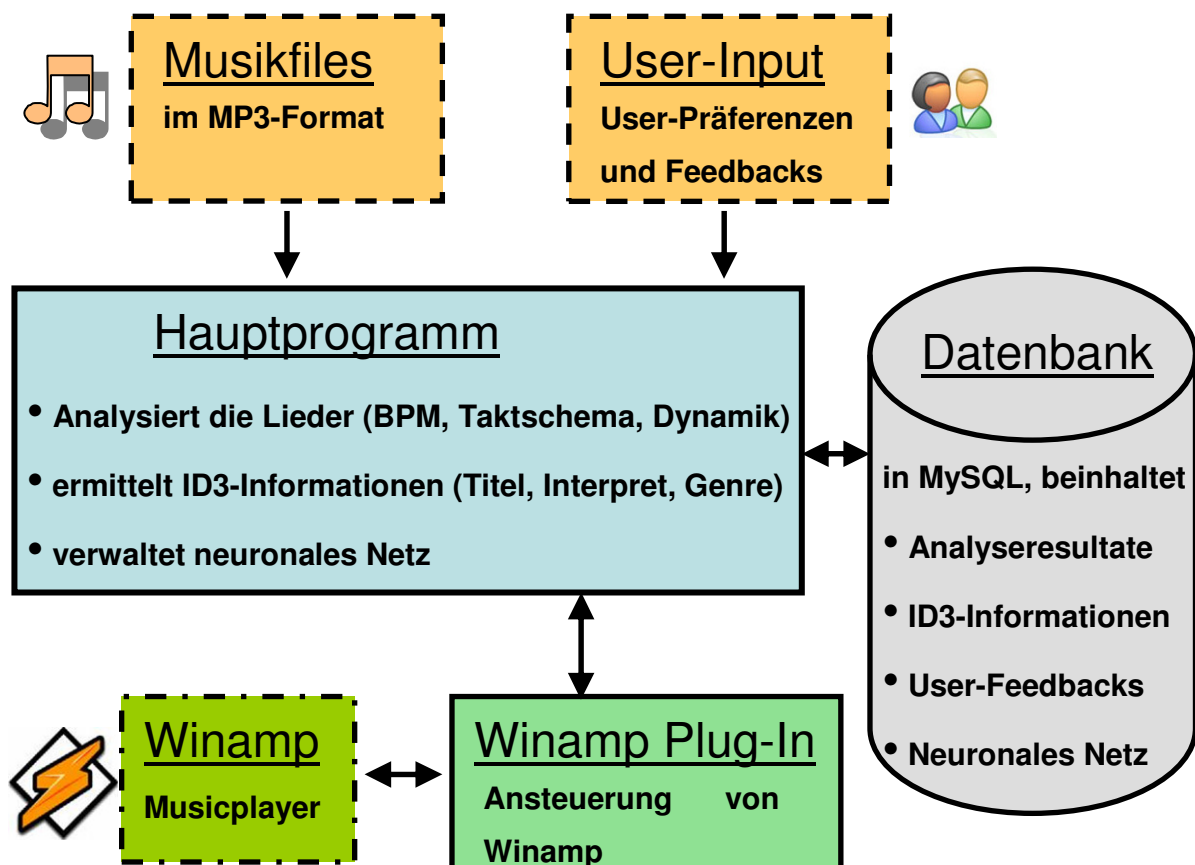 Musikfiles
im MP3-Format
User-Input
User-Präferenzen
und Feedbacks
Hauptprogramm
• Analysiert die Lieder (BPM, Taktschema, Dynamik)
• ermittelt ID3-Informationen (Titel, Interpret, Genre)
• verwaltet neuronales Netz
Datenbank
in MySQL, beinhaltet
• Analyseresultate
• ID3-Informationen
• User-Feedbacks
• Neuronales Netz
Winamp
Musicplayer
Winamp Plug-In
Ansteuerung von
Winamp